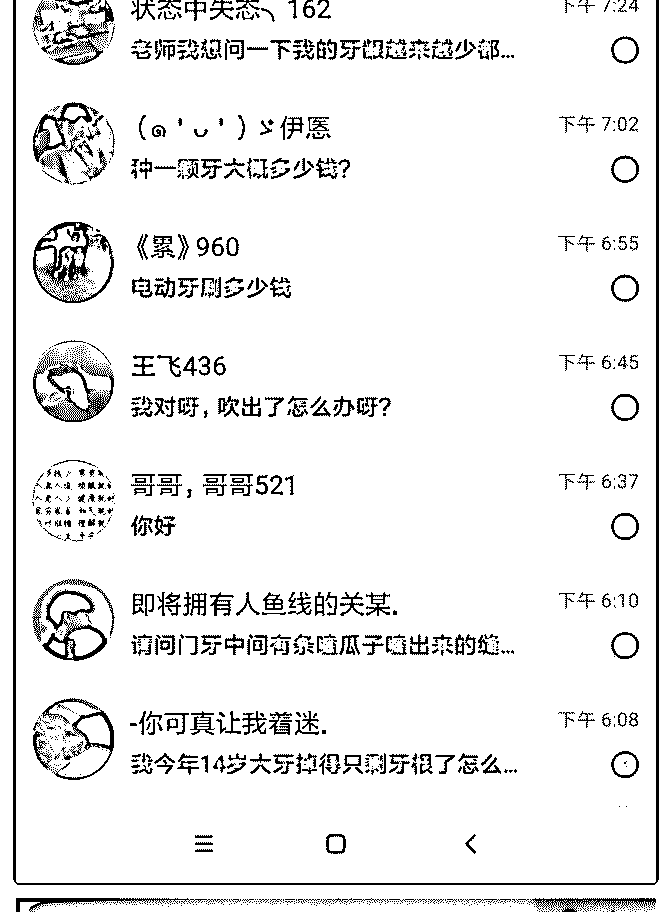 状态中失态、162
下午 7:24
老师我想问一下我的牙龈越来越少都...
(๑'ᴗ')ゞ伊慝
下午 7:02
种一颗牙大概多少钱?
《累》960
下午 6:55
电动牙刷多少钱
王飞436
下午 6:45
我对呀,吹出了怎么办呀?
哥哥,哥哥521
下午 6:37
你好
即将拥有人鱼线的关某.
下午 6:10
请问门牙中间有条嗑瓜子嗑出来的缝...
-你可真让我着迷.
下午 6:08
我今年14岁大牙掉得只剩牙根了怎么...